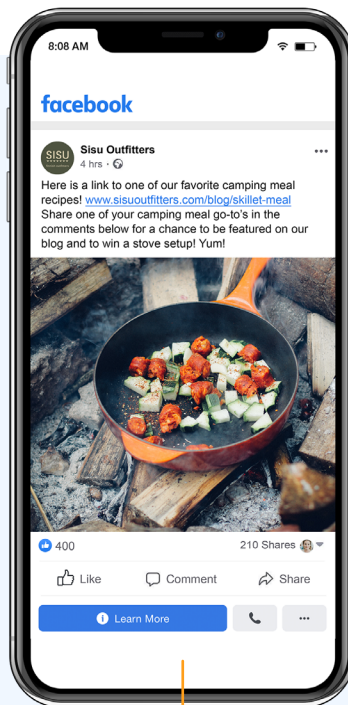 8:08 AM
facebook
SISU
Sisu Outfitters
4 hrs ·
Here is a link to one of our favorite camping meal
recipes! www.sisuoutfitters.com/blog/skillet-meal
Share one of your camping meal go-to's in the
comments below for a chance to be featured on our
blog and to win a stove setup! Yum!
400
210 Shares
Like
Comment
Share
Learn More